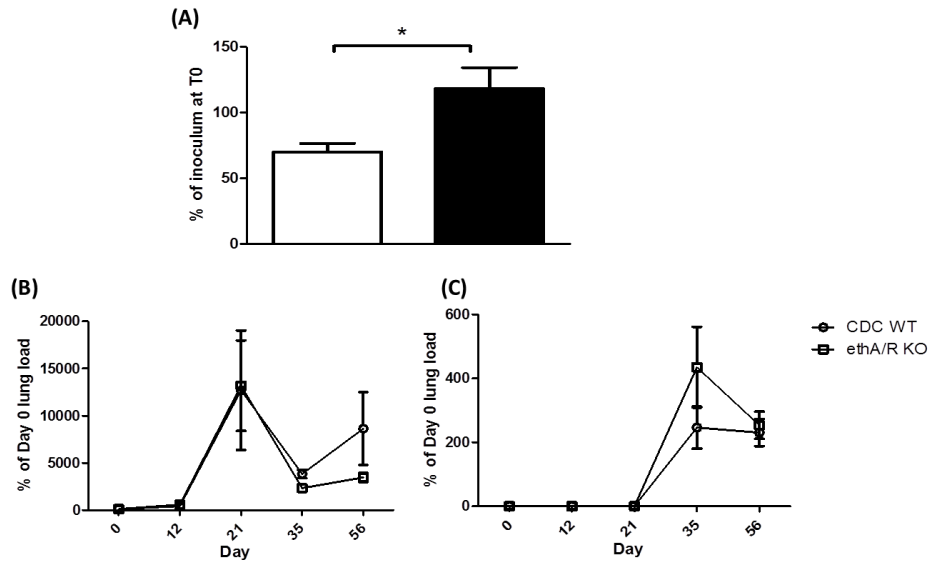 (A)
*
% of inoculum at T0
150
100
50
0
(B)
% of Day 0 lung load
20000
15000
10000
5000
0
0 12 21 35 56
Day
(C)
% of Day 0 lung load
600
400
200
0
0 12 21 35 56
Day
CDC WT
ethA/R KO